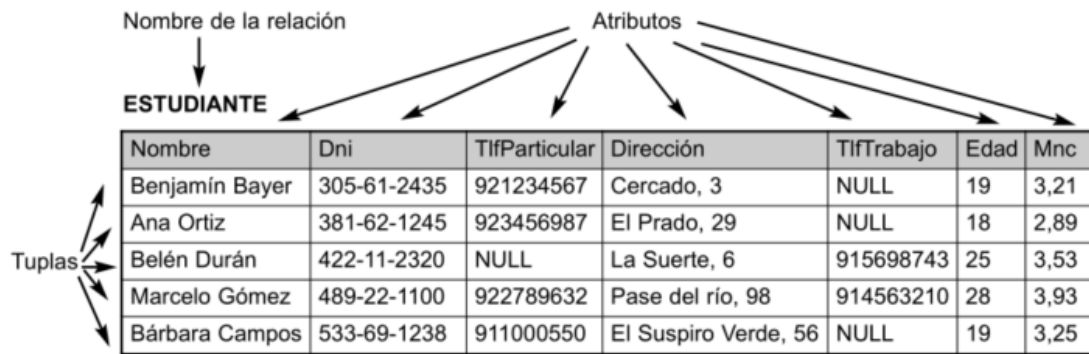 Nombre de la relación Atributos
ESTUDIANTE
Nombre Dni TlfParticular Dirección TlfTrabajo Edad Mnc
Benjamín Bayer 305-61-2435 921234567 Cercado, 3 NULL 19 3,21
Ana Ortiz 381-62-1245 923456987 El Prado, 29 NULL 18 2,89
Tuplas Belén Durán 422-11-2320 NULL La Suerte, 6 915698743 25 3,53
Marcelo Gómez 489-22-1100 922789632 Pase del río, 98 914563210 28 3,93
Bárbara Campos 533-69-1238 911000550 El Suspiro Verde, 56 NULL 19 3,25